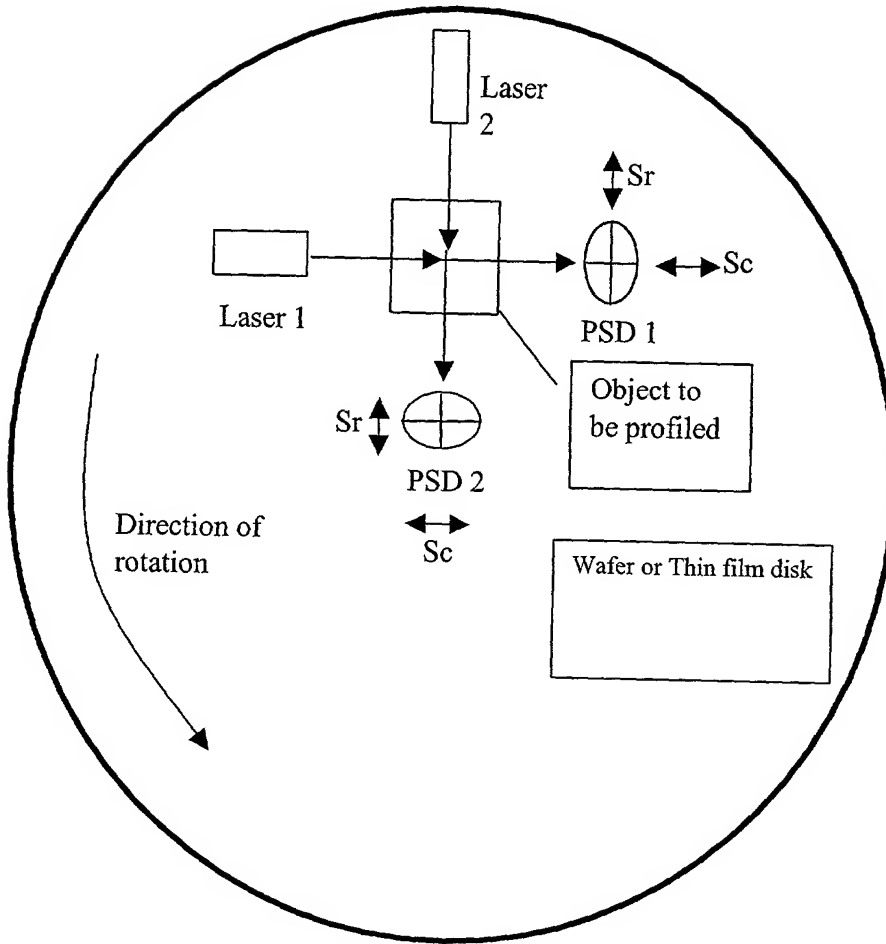 Laser
2
Sr
Sc
Laser 1
PSD 1
Object to
be profiled
Sr
PSD 2
Sc
Direction of
rotation
Wafer or Thin film disk